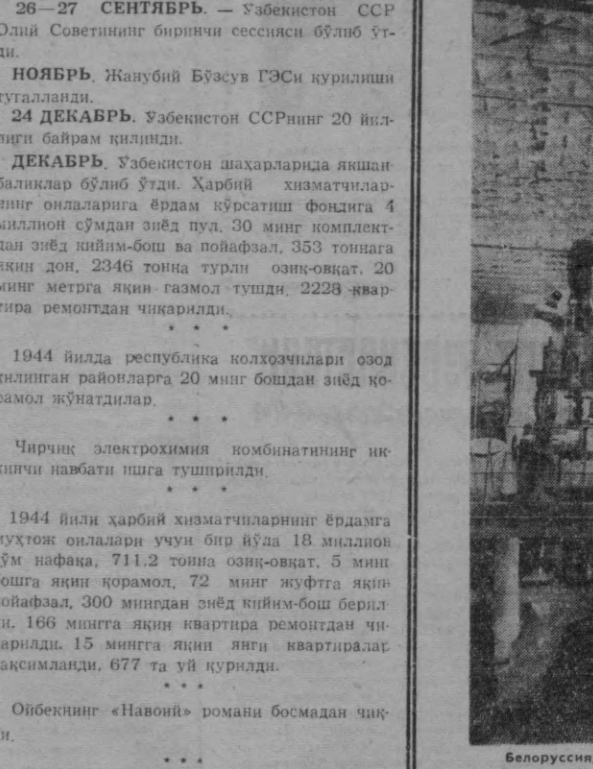 26—27 СЕНТЯБРЬ. — Узбекистон ССР
Олий Советининг биринчи сессияси бўлиб ўт-
ди.
НОЯБРЬ. Жанубий Бўзсув ГЭСи қурилиши
тугалланди.
24 ДЕКАБРЬ. Узбекистон ССРнинг 20 йил-
лиги байрам қилинди.
ДЕКАБРЬ. Узбекистон шаҳарларида якшан-
баликлар бўлиб ўтди. Ҳарбий хизматчилар-
нинг оилаларига ёрдам кўрсатиш фондига 4
миллион сўмдан зиёд пул, 30 минг комплект-
дан зиёд кийим-бош ва пойафзал, 353 тоннага
яқин дон, 2346 тонна турли озиқ-овқат, 20
минг метрга яқин газмол тушди. 2228 квар-
тира ремонтдан чиқарилди.
* * *
1944 йилда республика колхозчилари озод
қилинган районларга 20 минг бошдан зиёд қо-
рамол жўнатдилар.
* * *
Чирчиқ электрохимия комбинатининг ик-
кинчи навбати ишга туширилди.
* * *
1944 йили ҳарбий хизматчиларнинг ёрдамга
муҳтож оилалари учун бир йўла 18 миллион
сўм нафақа, 711,2 тонна озиқ-овқат, 5 минг
бошга яқин қорамол, 72 минг жуфтга яқин
пойафзал, 300 мингдан зиёд кийим-бош берил-
ди. 166 мингга яқин квартира ремонтдан чи-
қарилди. 15 мингга яқин янги квартиралар
тақсимланди, 677 та уй қурилди.
* * *
Ойбекнинг «Навоий» романи босмадан чиқ-
ди.
* * *
Белоруссия